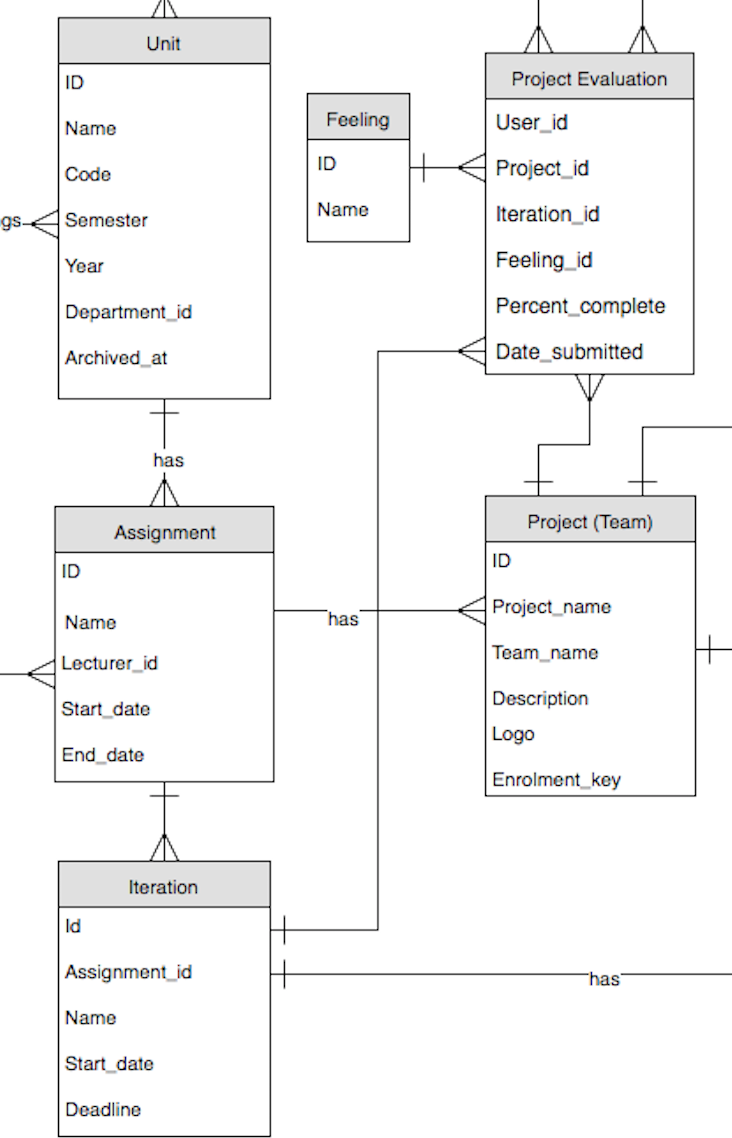 Unit
ID
Name
Code
gs
Semester
Year
Department_id
Archived_at
has
Feeling
ID
Name
Project Evaluation
User_id
Project_id
Iteration_id
Feeling_id
Percent_complete
Date_submitted
Assignment
ID
Name
Lecturer_id
Start_date
End_date
has
Project (Team)
ID
Project_name
Team_name
Description
Logo
Enrolment_key
Iteration
Id
Assignment_id
Name
Start_date
Deadline
has